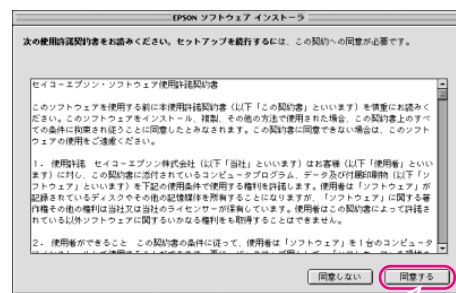 EPSON ソフトウェア インストーラ
次の使用許諾契約書をお読みください。セットアップを続行するには、この契約への同意が必要です。
セイコーエプソン・ソフトウェア使用許諾契約書
このソフトウェアを使用する前に本使用許諾契約書（以下「この契約書」といいます）を慎重にお読みく
ださい。このソフトウェアをインストール、複製、その他の方法で使用された場合、この契約書上のすべ
ての条件に拘束され従うことに同意したとみなされます。この契約書に同意できない場合は、このソフト
ウェアの使用をご遠慮ください。
1. 使用許諾 セイコーエプソン株式会社（以下「当社」といいます）はお客様（以下「使用者」といい
ます）に対し、この契約書に添付されているコンピュータプログラム、データ及び付属印刷物（以下「ソ
フトウェア」といいます）を下記の使用条件で使用する権利を許諾します。使用者は「ソフトウェア」が
記録されているディスクやその他の記憶媒体を所有することになりますが、「ソフトウェア」に関する著
作権その他の権利は当社又は当社のライセンサーが保有しています。使用者はこの契約書によって許諾さ
れている以外ソフトウェアに関するいかなる権利をも取得することはできません。
2. 使用者ができること この契約書の条件に従って、使用者は「ソフトウェア」を1台のコンピュータ
同意しない
同意する